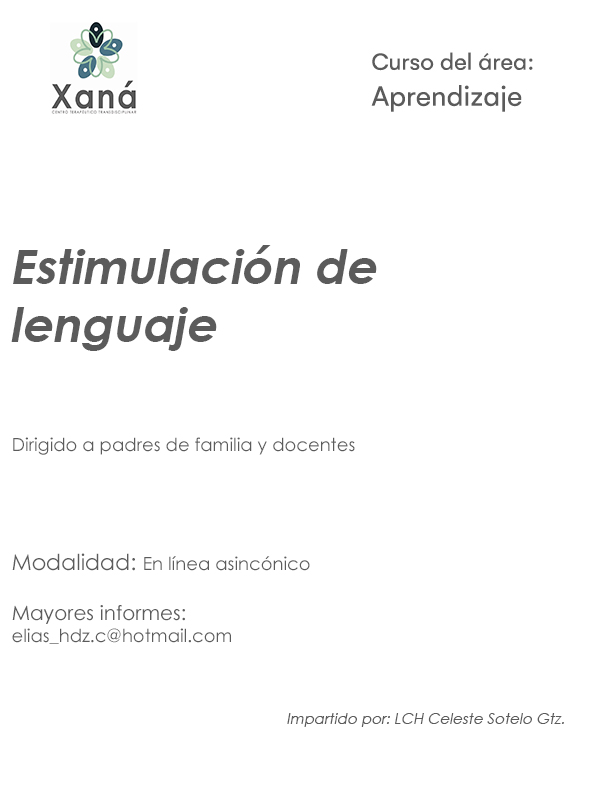 Xaná
CENTRO TERAPÉUTICO TRANSDISCIPLINAR
Curso del área:
Aprendizaje
Estimulación de
lenguaje
Dirigido a padres de familia y docentes
Modalidad: En línea asincónico
Mayores informes:
elias_hdz.c@hotmail.com
Impartido por: LCH Celeste Sotelo Gtz.